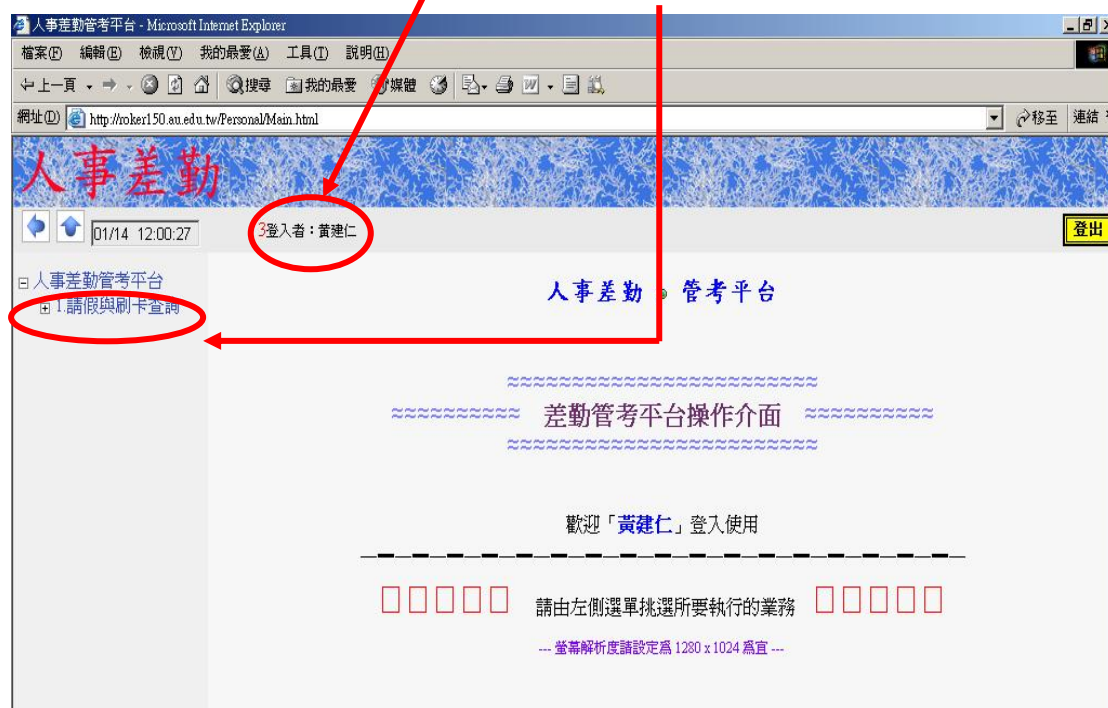 人事差勤管考平台 - Microsoft Internet Explorer
檔案(F) 編輯(E) 檢視(V) 我的最愛(A) 工具(T) 說明(H)
上一頁 搜尋 我的最愛 媒體
網址(D) http://roker150.au.edu.tw/Personal/Main.html 移至 連結
人事差勤
01/14 12:00:27 3登入者：黃建仁 登出
人事差勤管考平台
1.請假與刷卡查詢
人事差勤 管考平台
≈≈≈≈≈≈≈≈≈≈≈≈≈≈≈≈≈≈≈≈≈≈≈≈
≈≈≈≈≈≈≈≈≈≈ 差勤管考平台操作介面 ≈≈≈≈≈≈≈≈≈≈
≈≈≈≈≈≈≈≈≈≈≈≈≈≈≈≈≈≈≈≈≈≈≈≈
歡迎「黃建仁」登入使用
□□□□□ 請由左側選單挑選所要執行的業務 □□□□□
--- 螢幕解析度請設定為 1280 x 1024 為宜 ---